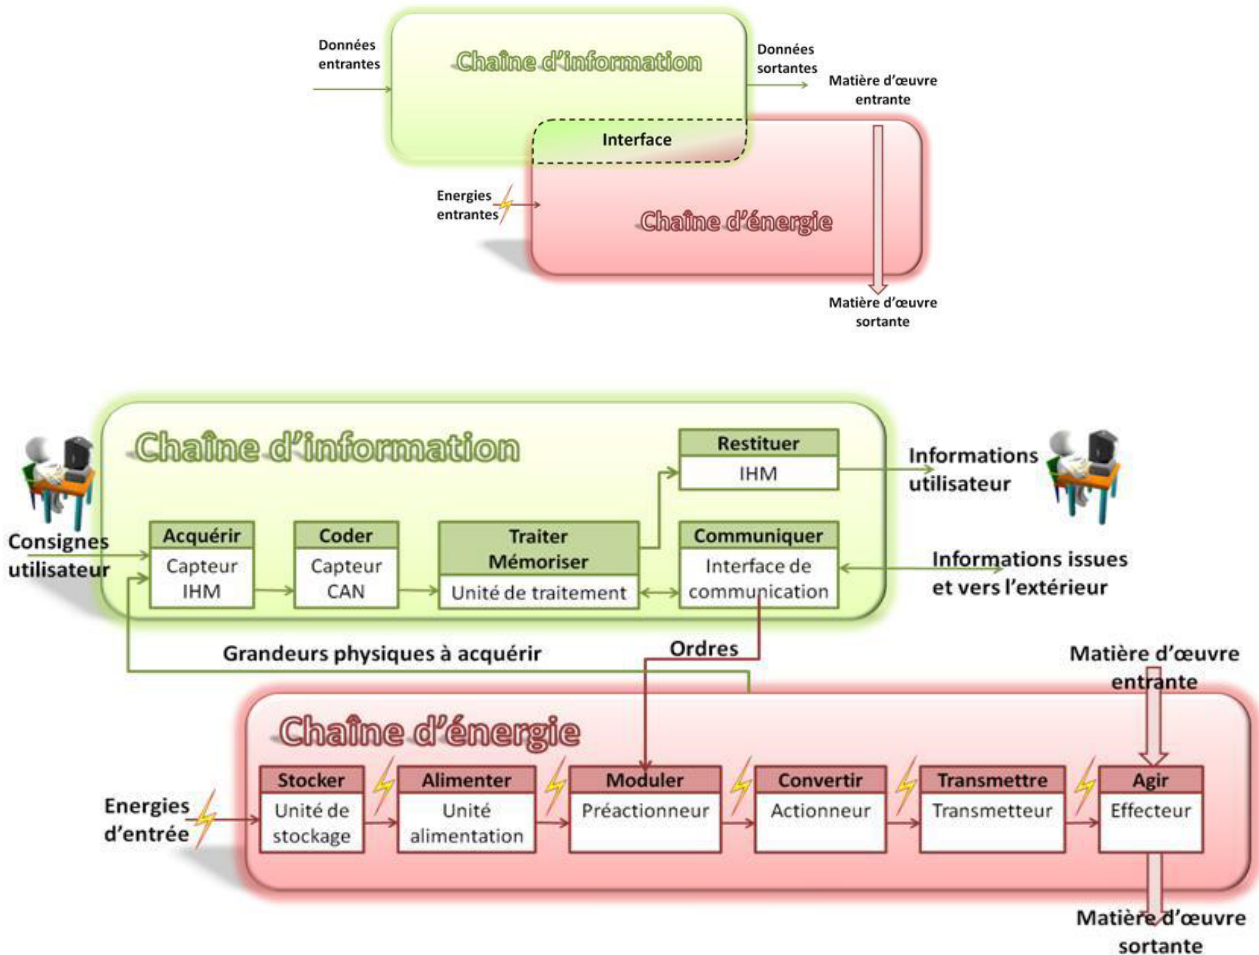 Données
entrantes
Chaîne d'information
Données
sortantes
Matière d'œuvre
entrante
Interface
Energies
entrantes
Chaîne d'énergie
Matière d'œuvre
sortante
Chaîne d'information
Restituer
IHM
Informations
utilisateur
Consignes
utilisateur
Acquérir
Capteur
IHM
Coder
Capteur
CAN
Traiter
Mémoriser
Unité de traitement
Communiquer
Interface de
communication
Informations issues
et vers l'extérieur
Grandeurs physiques à acquérir
Ordres
Matière d'œuvre
entrante
Chaîne d'énergie
Energies
d'entrée
Stocker
Unité de
stockage
Alimenter
Unité
alimentation
Moduler
Préactionneur
Convertir
Actionneur
Transmettre
Transmetteur
Agir
Effecteur
Matière d'œuvre
sortante